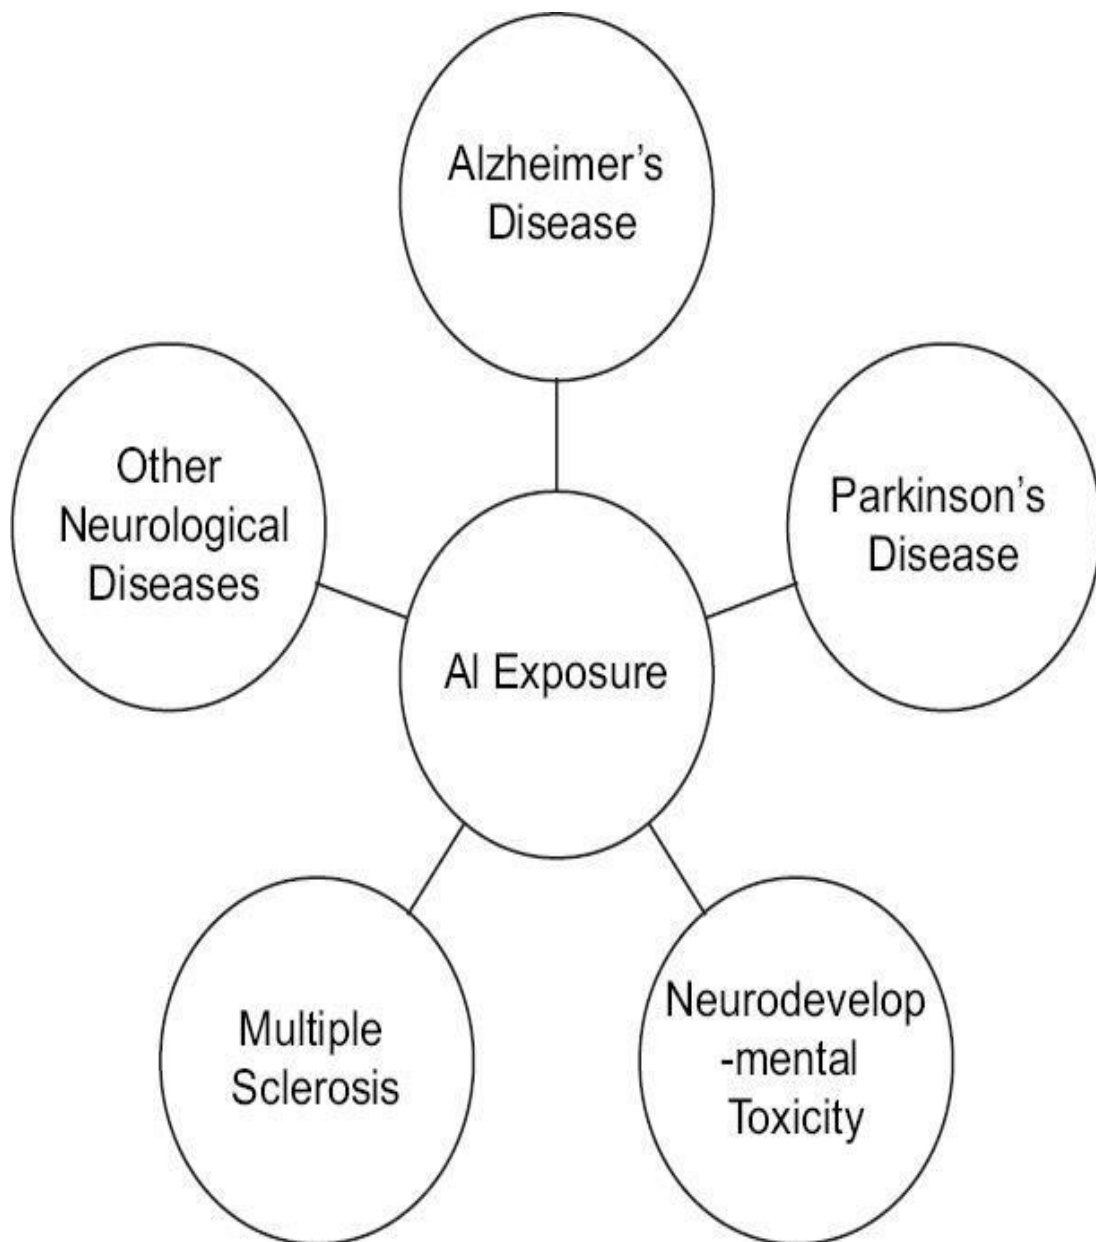 Alzheimer’s
Disease
Other
Neurological
Diseases
Parkinson’s
Disease
Al Exposure
Multiple
Sclerosis
Neurodevelop
-mental
Toxicity